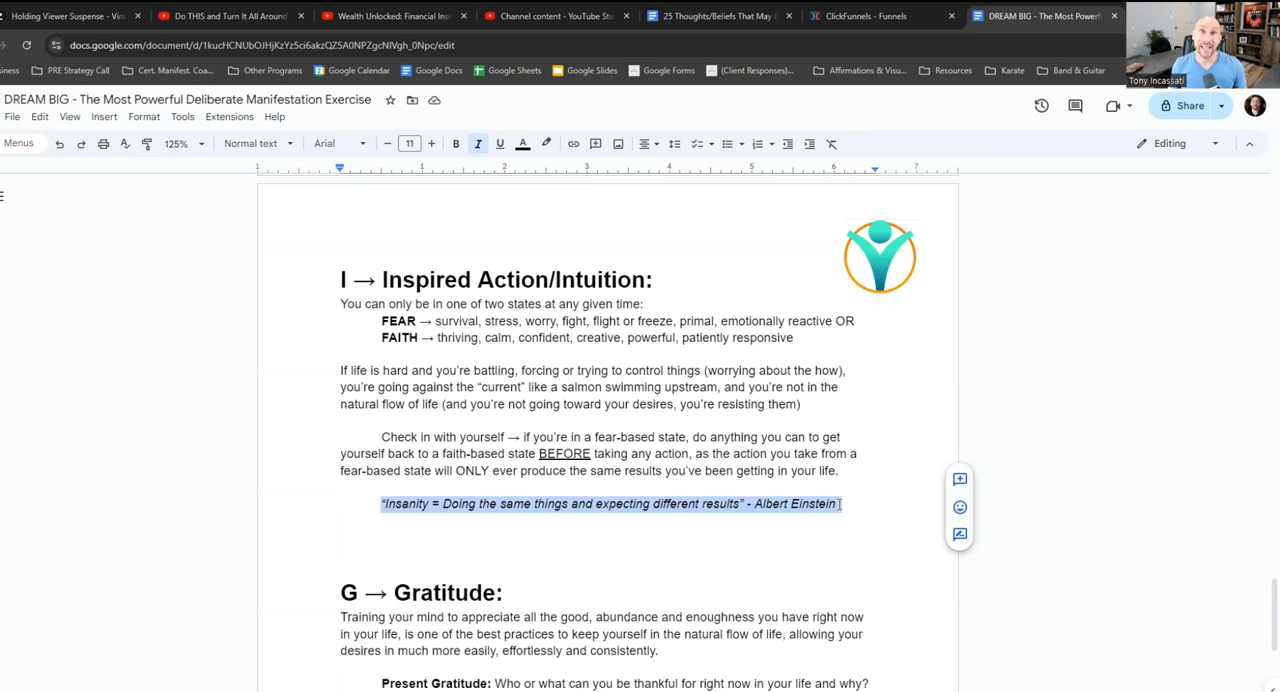 Holding Viewer Suspense - Vira
Do THIS and Turn It All Around
Wealth Unlocked: Financial Inse
Channel content - YouTube Stu
25 Thoughts/Beliefs That May I
ClickFunnels - Funnels
DREAM BIG - The Most Powerf
docs.google.com/document/d/1kucHCNUbOJHjKzYz5ci6akzQZ5A0NPZgcNIVgh_0Npc/edit
siness
PRE Strategy Call
Cert. Manifest. Coa...
Other Programs
Google Calendar
Google Docs
Google Sheets
Google Slides
Google Forms
(Client Responses)...
Affirmations & Visu...
Resources
Karate
Band & Guitar
Tony Incassati
DREAM BIG - The Most Powerful Deliberate Manifestation Exercise
Share
File Edit View Insert Format Tools Extensions Help
Menus
125%
Normal text
Arial
11
B I U A
Editing
1 1 2 3 4 5 6 7
I → Inspired Action/Intuition:
You can only be in one of two states at any given time:
FEAR → survival, stress, worry, fight, flight or freeze, primal, emotionally reactive OR
FAITH → thriving, calm, confident, creative, powerful, patiently responsive
If life is hard and you're battling, forcing or trying to control things (worrying about the how),
you're going against the “current” like a salmon swimming upstream, and you're not in the
natural flow of life (and you're not going toward your desires, you're resisting them)
Check in with yourself → if you're in a fear-based state, do anything you can to get
yourself back to a faith-based state BEFORE taking any action, as the action you take from a
fear-based state will ONLY ever produce the same results you've been getting in your life.
“Insanity = Doing the same things and expecting different results” - Albert Einstein
G → Gratitude:
Training your mind to appreciate all the good, abundance and enoughness you have right now
in your life, is one of the best practices to keep yourself in the natural flow of life, allowing your
desires in much more easily, effortlessly and consistently.
Present Gratitude: Who or what can you be thankful for right now in your life and why?